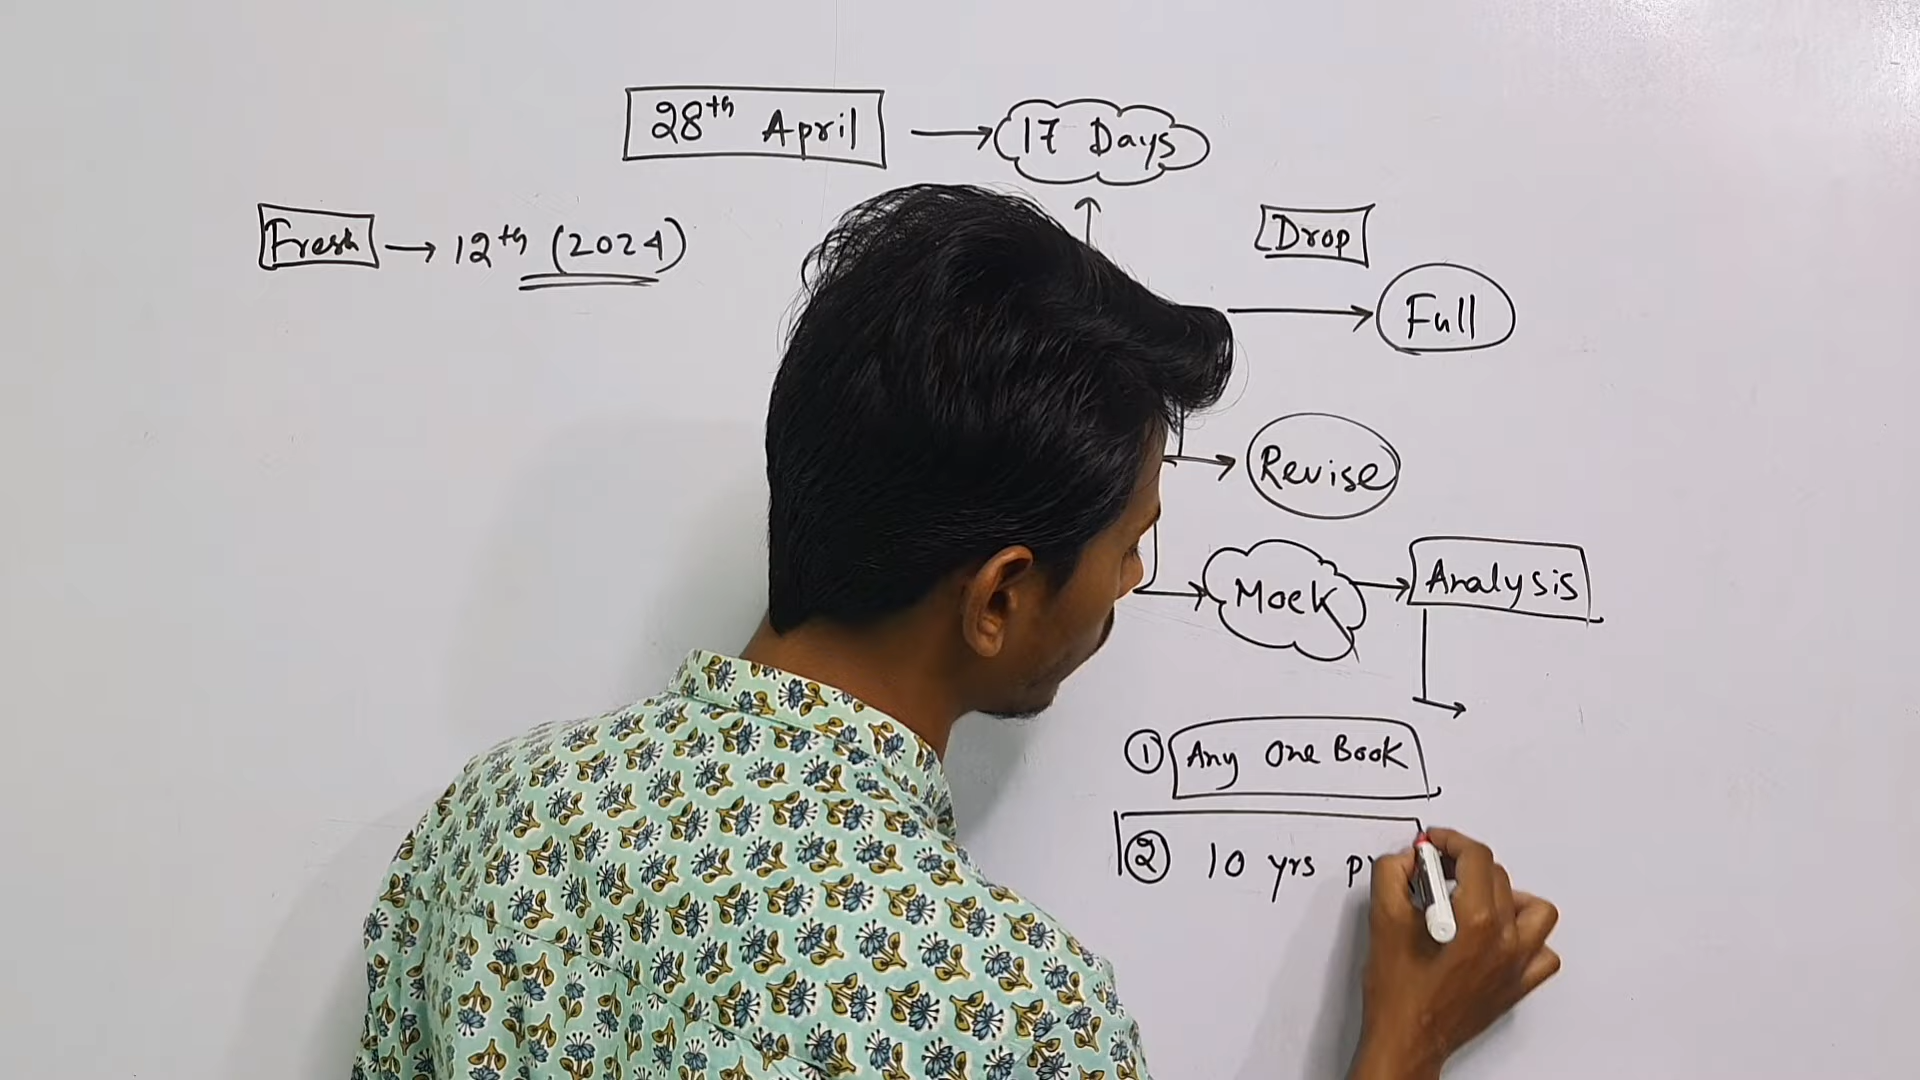 28th April → 17 Days
Fresh → 12th (2024)
Drop
Full
Revise
Mock → Analysis
① Any One Book
② 10 yrs